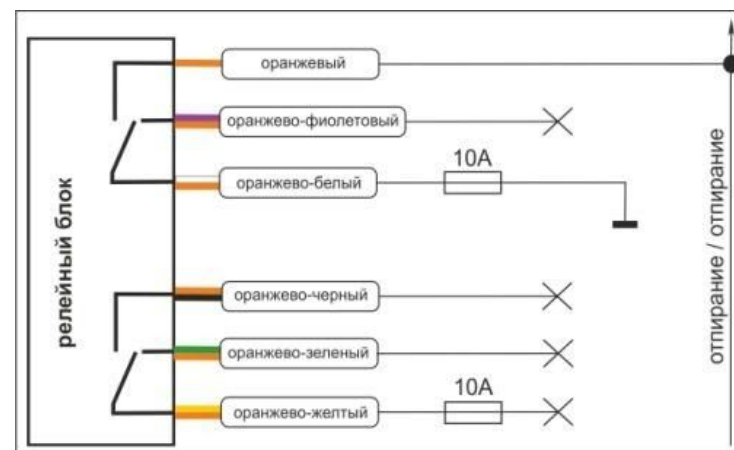 релейный блок
оранжевый
оранжево-фиолетовый
10А
оранжево-белый
оранжево-черный
оранжево-зеленый
10А
оранжево-желтый
отпирание / отпирание